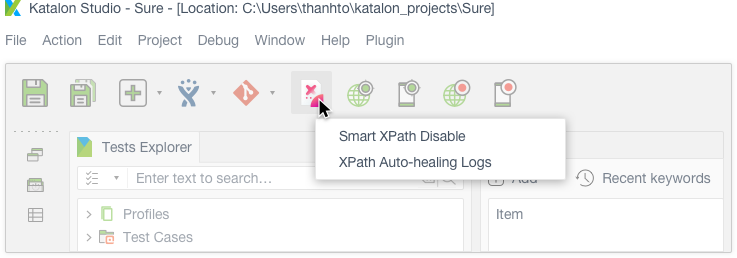 Katalon Studio - Sure - [Location: C:\Users\thanhto\katalon_projects\Sure]
File Action Edit Project Debug Window Help Plugin
Smart XPath Disable
XPath Auto-healing Logs
Tests Explorer
Enter text to search...
Add Recent keywords
Profiles
Item
Test Cases